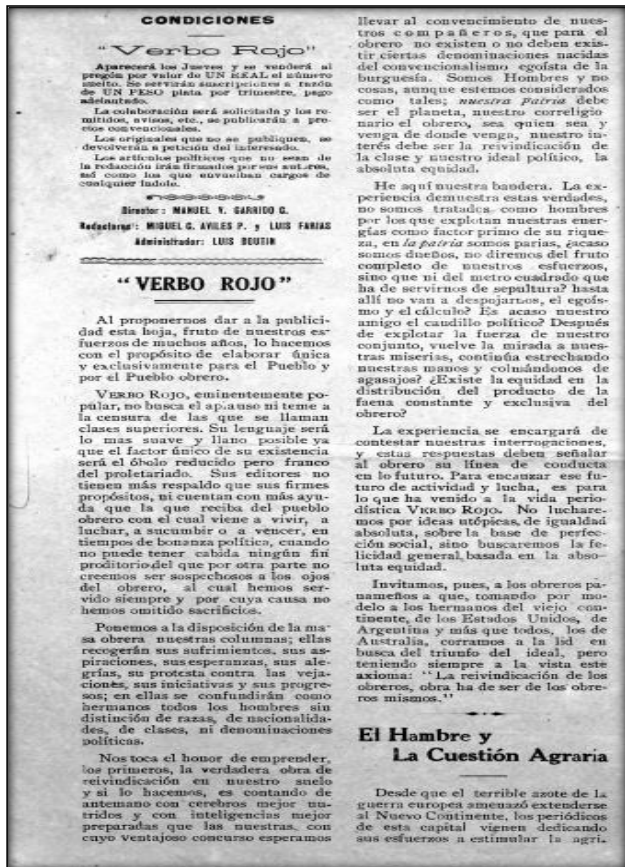 CONDICIONES
"Verbo Rojo"
Aparecerá los Jueves y se venderá al
pregón por valor de UN REAL el número
suelto. Se servirán suscripciones a razón
de UN PESO plata por trimestre, pago
adelantado.
La colaboración será solicitada y los re-
mitidos, avisos, etc., se publicarán a pre-
cios convencionales.
Los originales que no se publiquen, se
devolverán a petición del interesado.
Los artículos políticos que no sean de
la redacción irán firmados por sus autores,
así como los que envuelvan cargos de
cualquier índole.
Director: MANUEL V. GARRIDO C.
Redactores: MIGUEL G. AVILES P. y LUIS FARIAS
Administrador: LUIS BOUTIN
"VERBO ROJO"
Al proponernos dar a la publici-
dad esta hoja, fruto de nuestros es-
fuerzos de muchos años, lo hacemos
con el propósito de elaborar única
y exclusivamente para el Pueblo y
por el Pueblo obrero.
VERBO ROJO, eminentemente po-
pular, no busca el aplauso ni teme a
la censura de las que se llaman
clases superiores. Su lenguaje será
lo mas suave y llano posible ya
que el factor único de su existencia
será el óbolo reducido pero franco
del proletariado. Sus editores no
tienen más respaldo que sus firmes
propósitos, ni cuentan con más ayu-
da que la que reciba del pueblo
obrero con el cual viene a vivir, a
luchar, a sucumbir o a vencer, en
tiempos de bonanza política, cuando
no puede tener cabida ningún fin
proditorio del que por otra parte no
creemos ser sospechosos a los ojos
del obrero, al cual hemos ser-
vido siempre y por cuya causa no
hemos omitido sacrificios.
Ponemos a la disposición de la ma-
sa obrera nuestras columnas; ellas
recogerán sus sufrimientos, sus as-
piraciones, sus esperanzas, sus ale-
grías, su protesta contra las veja-
ciones, sus iniciativas y sus progre-
sos; en ellas se confundirán como
hermanos todos los hombres sin
distinción de razas, de nacionalida-
des, de clases, ni denominaciones
políticas.
Nos toca el honor de emprender,
los primeros, la verdadera obra de
reivindicación en nuestro suelo
y si lo hacemos, es contando de
antemano con cerebros mejor nu-
tridos y con inteligencias mejor
preparadas que las nuestras, con
cuyo ventajoso concurso esperamos
llevar al convencimiento de nues-
tros compañeros, que para el
obrero no existen o no deben exis-
tir ciertas denominaciones nacidas
del convencionalismo egoísta de la
burguesía. Somos Hombres y no
cosas, aunque estemos considerados
como tales; nuestra patria debe
ser el planeta, nuestro correligio
nario el obrero, sea quien sea y
venga de donde venga, nuestro in-
terés debe ser la reivindicación de
la clase y nuestro ideal político, la
absoluta equidad.
He aquí nuestra bandera. La ex-
periencia demuestra estas verdades,
no somos tratados como hombres
por los que explotan nuestras ener-
gías como factor primo de su rique-
za, en la patria somos parias, ¿acaso
somos dueños, no diremos del fruto
completo de nuestros esfuerzos,
sino que ni del metro cuadrado que
ha de servirnos de sepultura? hasta
allí no van a despojarnos, el egoís-
mo y el cálculo? Es acaso nuestro
amigo el caudillo político? Después
de explotar la fuerza de nuestro
conjunto, vuelve la mirada a nues-
tras miserias, continúa estrechando
nuestras manos y colmándonos de
agasajos? ¿Existe la equidad en la
distribución del producto de la
faena constante y exclusiva del
obrero?
La experiencia se encargará de
contestar nuestras interrogaciones,
y estas respuestas deben señalar
al obrero su línea de conducta
en lo futuro. Para encauzar ese fu-
turo de actividad y lucha, es para
lo que ha venido a la vida perio-
dística VERBO ROJO. No luchare-
mos por ideas utópicas, de igualdad
absoluta, sobre la base de perfec-
ción social, sino buscaremos la fe-
licidad general, basada en la abso-
luta equidad.
Invitamos, pues, a los obreros pa-
nameños a que, tomando por mo-
delo a los hermanos del viejo con-
tinente, de los Estados Unidos, de
Argentina y más que todos, los de
Australia, corramos a la lid en
busca del triunfo del ideal, pero
teniendo siempre a la vista este
axioma: "La reivindicación de los
obreros, obra ha de ser de los obre-
ros mismos."
El Hambre y
La Cuestión Agraria
Desde que el terrible azote de la
guerra europea amenazó extenderse
al Nuevo Continente, los periódicos
de esta capital vienen dedicando
sus esfuerzos a estimular la agri-